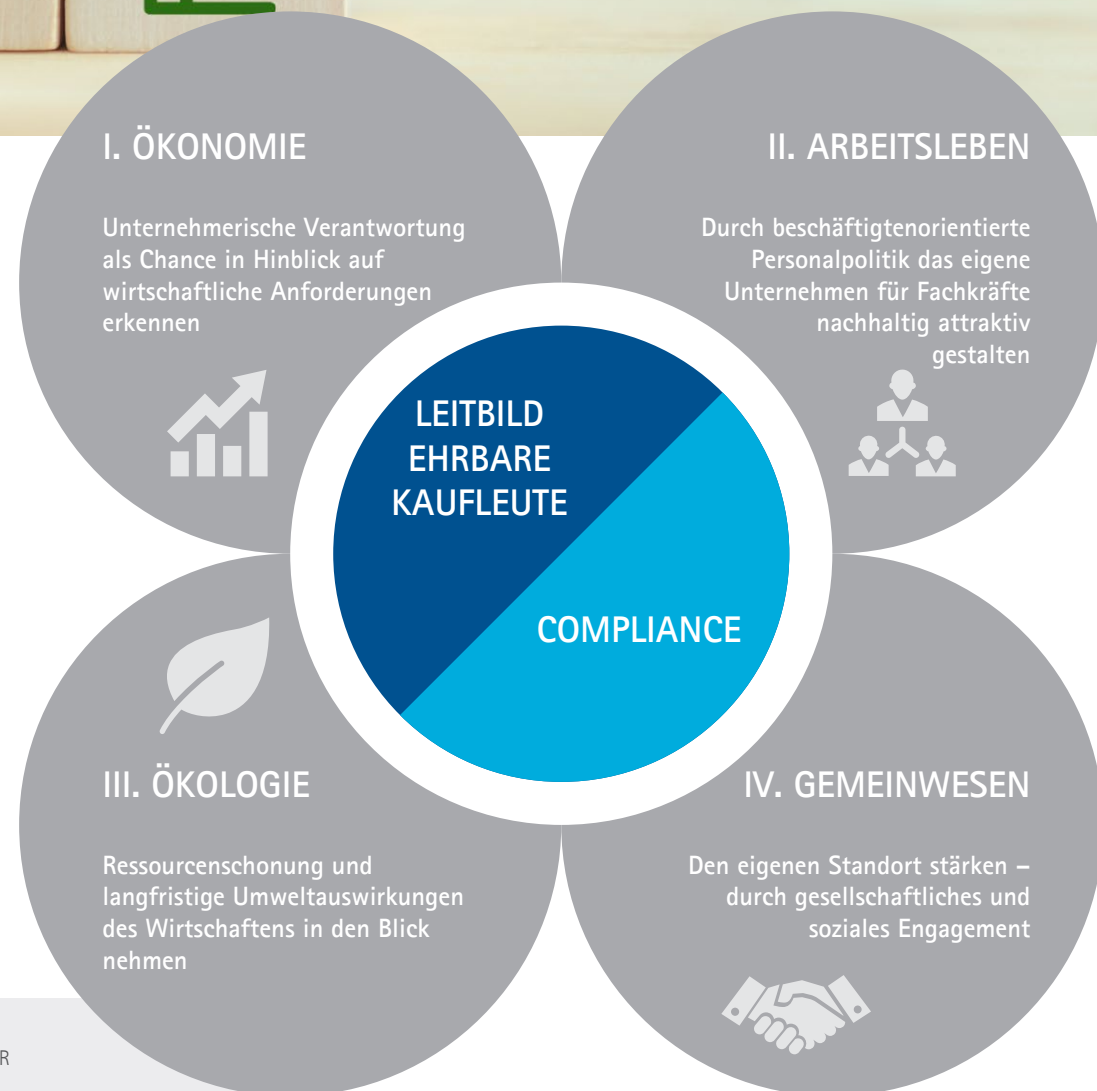 I. ÖKONOMIE
Unternehmerische Verantwortung
als Chance in Hinblick auf
wirtschaftliche Anforderungen
erkennen
II. ARBEITSLEBEN
Durch beschäftigtenorientierte
Personalpolitik das eigene
Unternehmen für Fachkräfte
nachhaltig attraktiv
gestalten
LEITBILD
EHRBARE
KAUFLEUTE
COMPLIANCE
III. ÖKOLOGIE
Ressourcenschonung und
langfristige Umweltauswirkungen
des Wirtschaftens in den Blick
nehmen
IV. GEMEINWESEN
Den eigenen Standort stärken –
durch gesellschaftliches und
soziales Engagement